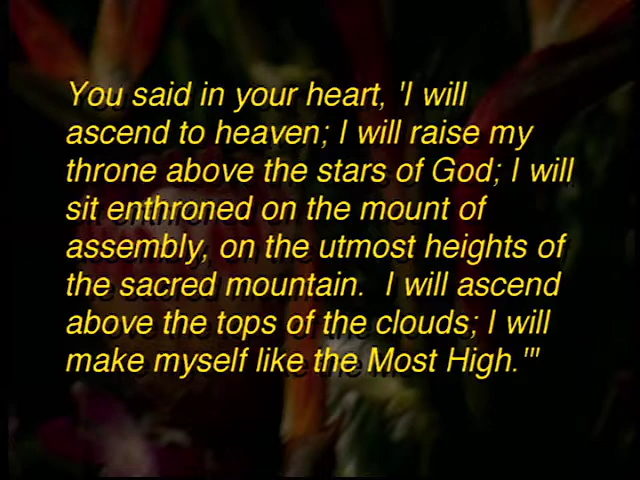 You said in your heart, 'I will
ascend to heaven; I will raise my
throne above the stars of God; I will
sit enthroned on the mount of
assembly, on the utmost heights of
the sacred mountain.  I will ascend
above the tops of the clouds; I will
make myself like the Most High.'"